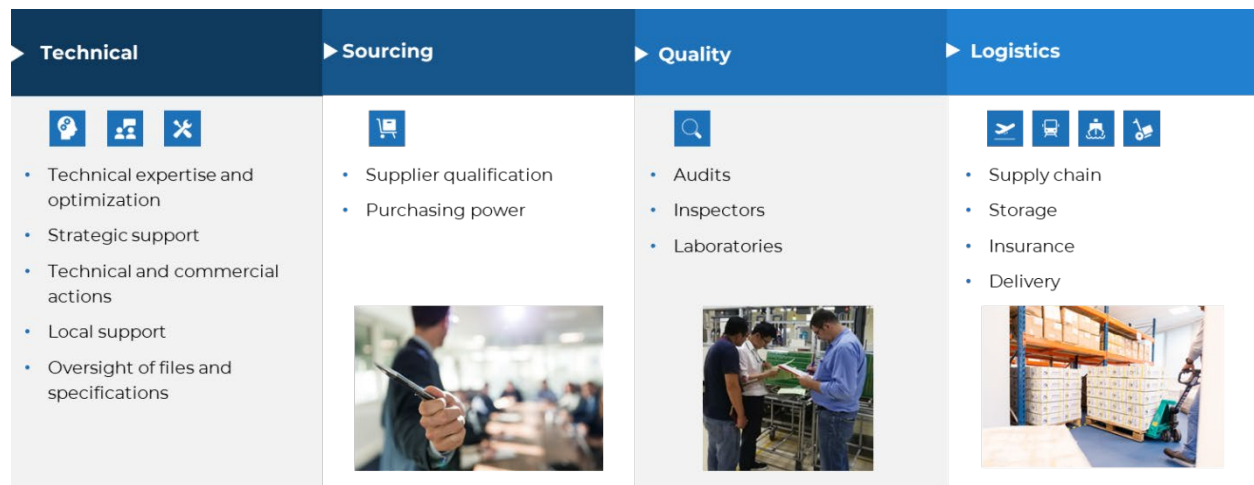 Technical
Technical expertise and
optimization
Strategic support
Technical and commercial
actions
Local support
Oversight of files and
specifications
Sourcing
Supplier qualification
Purchasing power
Quality
Audits
Inspectors
Laboratories
Logistics
Supply chain
Storage
Insurance
Delivery